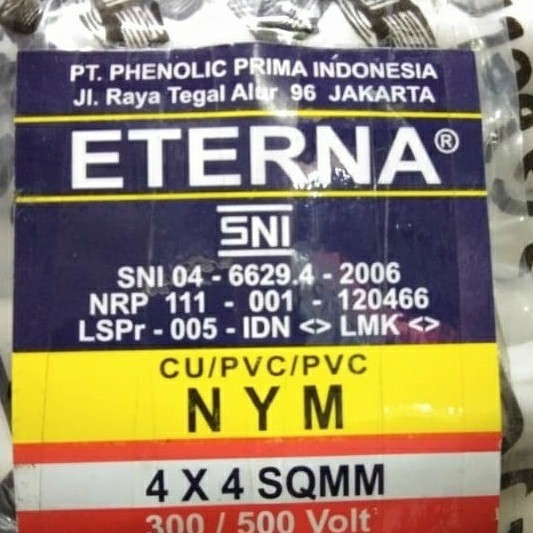 PT. PHENOLIC PRIMA INDONESIA
Jl. Raya Tegal Alur 96 JAKARTA
ETERNA®
SNI
SNI 04 - 6629.4 - 2006
NRP 111 - 001 - 120466
LSPr - 005 - IDN <> LMK <>
CU/PVC/PVC
NYM
4 X 4 SQMM
300 / 500 Volt